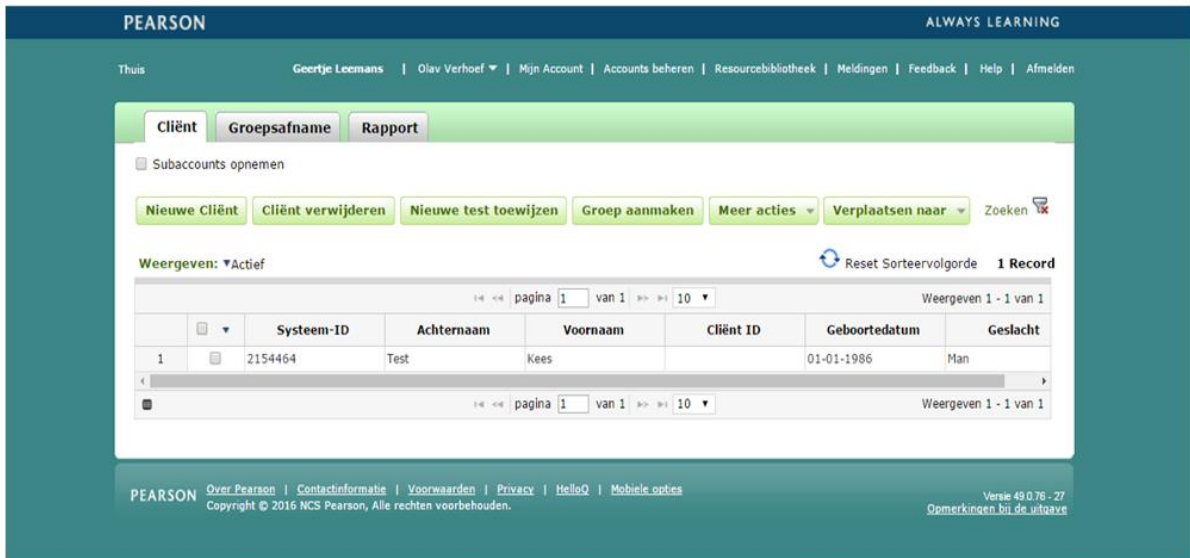 PEARSON ALWAYS LEARNING
Thuis Geertje Leemans | Olav Verhoef | Mijn Account | Accounts beheren | Resourcebibliotheek | Meldingen | Feedback | Help | Afmelden
Cliënt Groepsafname Rapport
Subaccounts opnemen
Nieuwe Cliënt Cliënt verwijderen Nieuwe test toewijzen Groep aanmaken Meer acties Verplaatsen naar Zoeken
Weergeven: Actief Reset Sorteervolgorde 1 Record
pagina 1 van 1 10 Weergeven 1 - 1 van 1
Systeem-ID Achternaam Voornaam Cliënt ID Geboortedatum Geslacht
1 2154464 Test Kees 01-01-1986 Man
pagina 1 van 1 10 Weergeven 1 - 1 van 1
PEARSON Over Pearson | Contactinformatie | Voorwaarden | Privacy | HelloQ | Mobiele opties
Copyright © 2016 NCS Pearson, Alle rechten voorbehouden.
Versie 49.0.76 - 27
Opmerkingen bij de uitgave